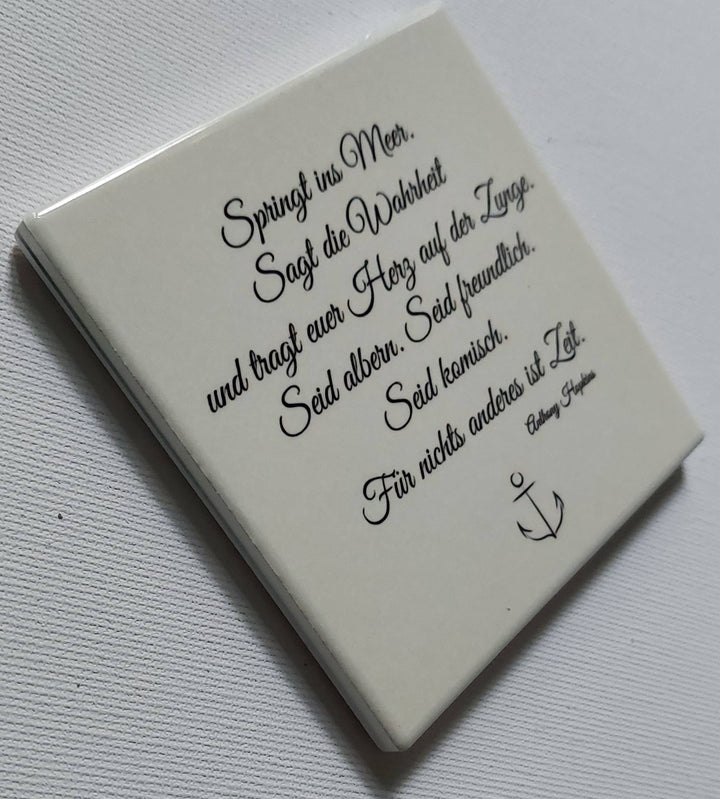 Springt ins Meer.
Sagt die Wahrheit
und tragt euer Herz auf der Zunge.
Seid albern. Seid freundlich.
Seid komisch.
Für nichts anderes ist Zeit.
Anthony Hopkins